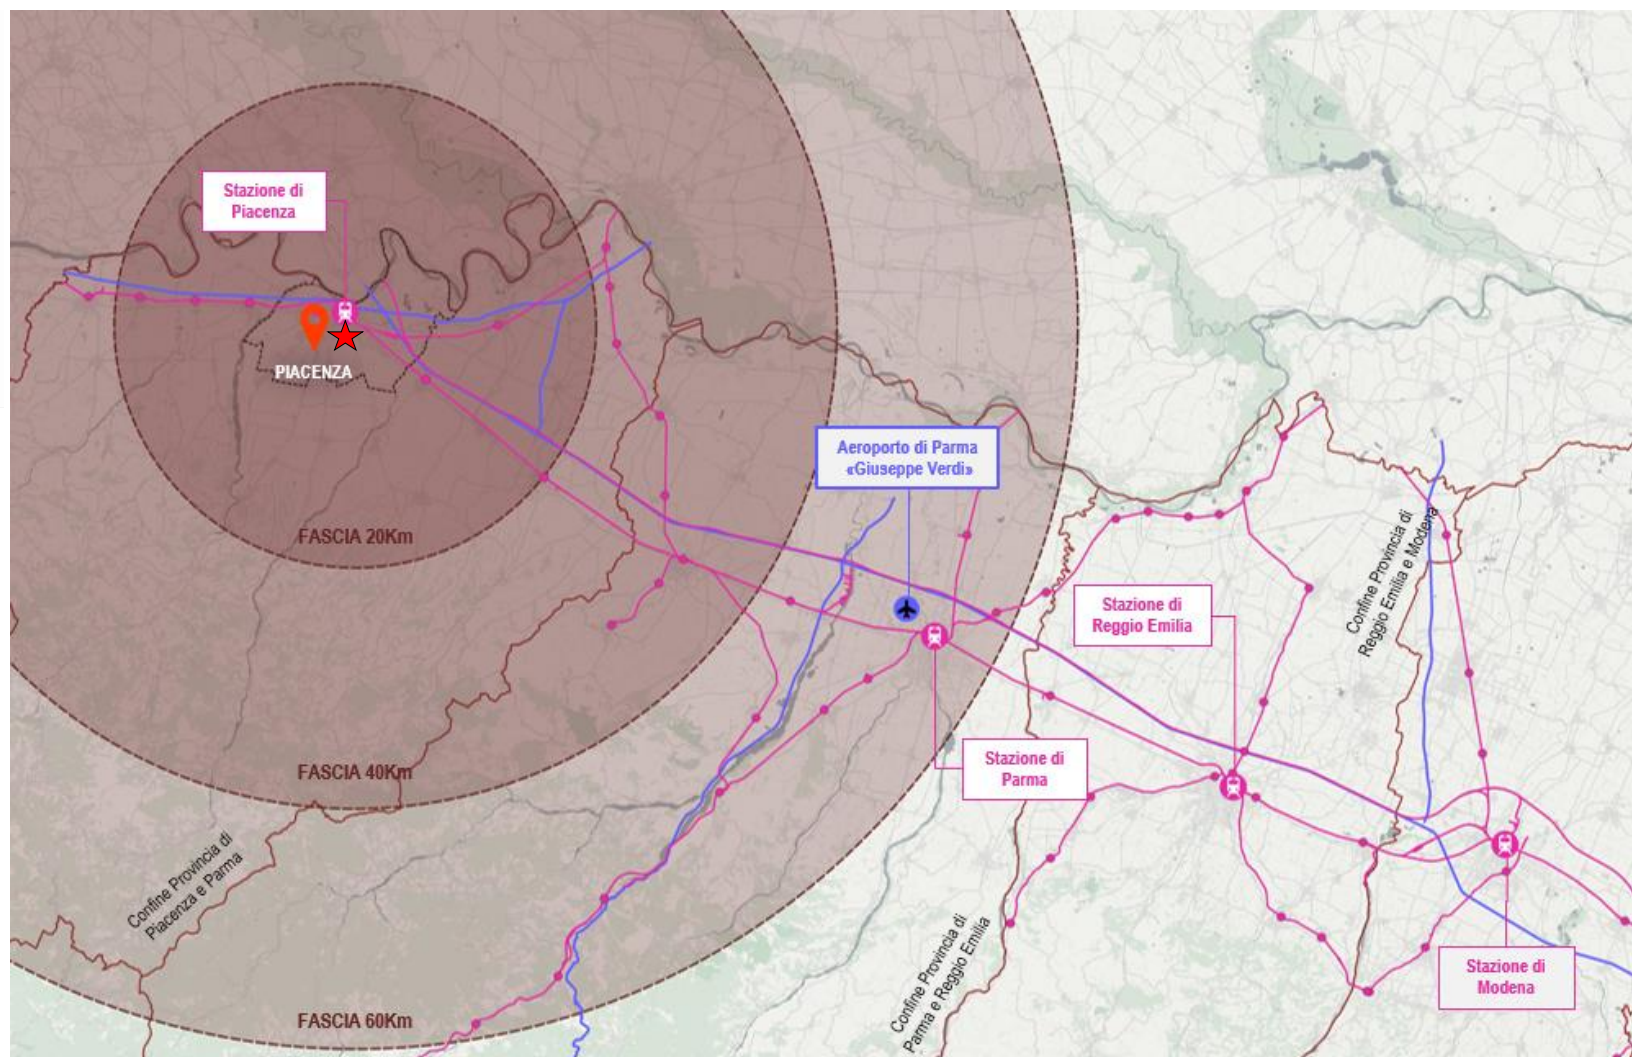 Stazione di
Piacenza
PIACENZA
Aeroporto di Parma
«Giuseppe Verdi»
FASCIA 20Km
Confine Provincia di
Reggio Emilia e Modena
Stazione di
Reggio Emilia
Stazione di
Parma
FASCIA 40Km
Confine Provincia di
Piacenza e Parma
Confine Provincia di
Parma e Reggio Emilia
Stazione di
Modena
FASCIA 60Km